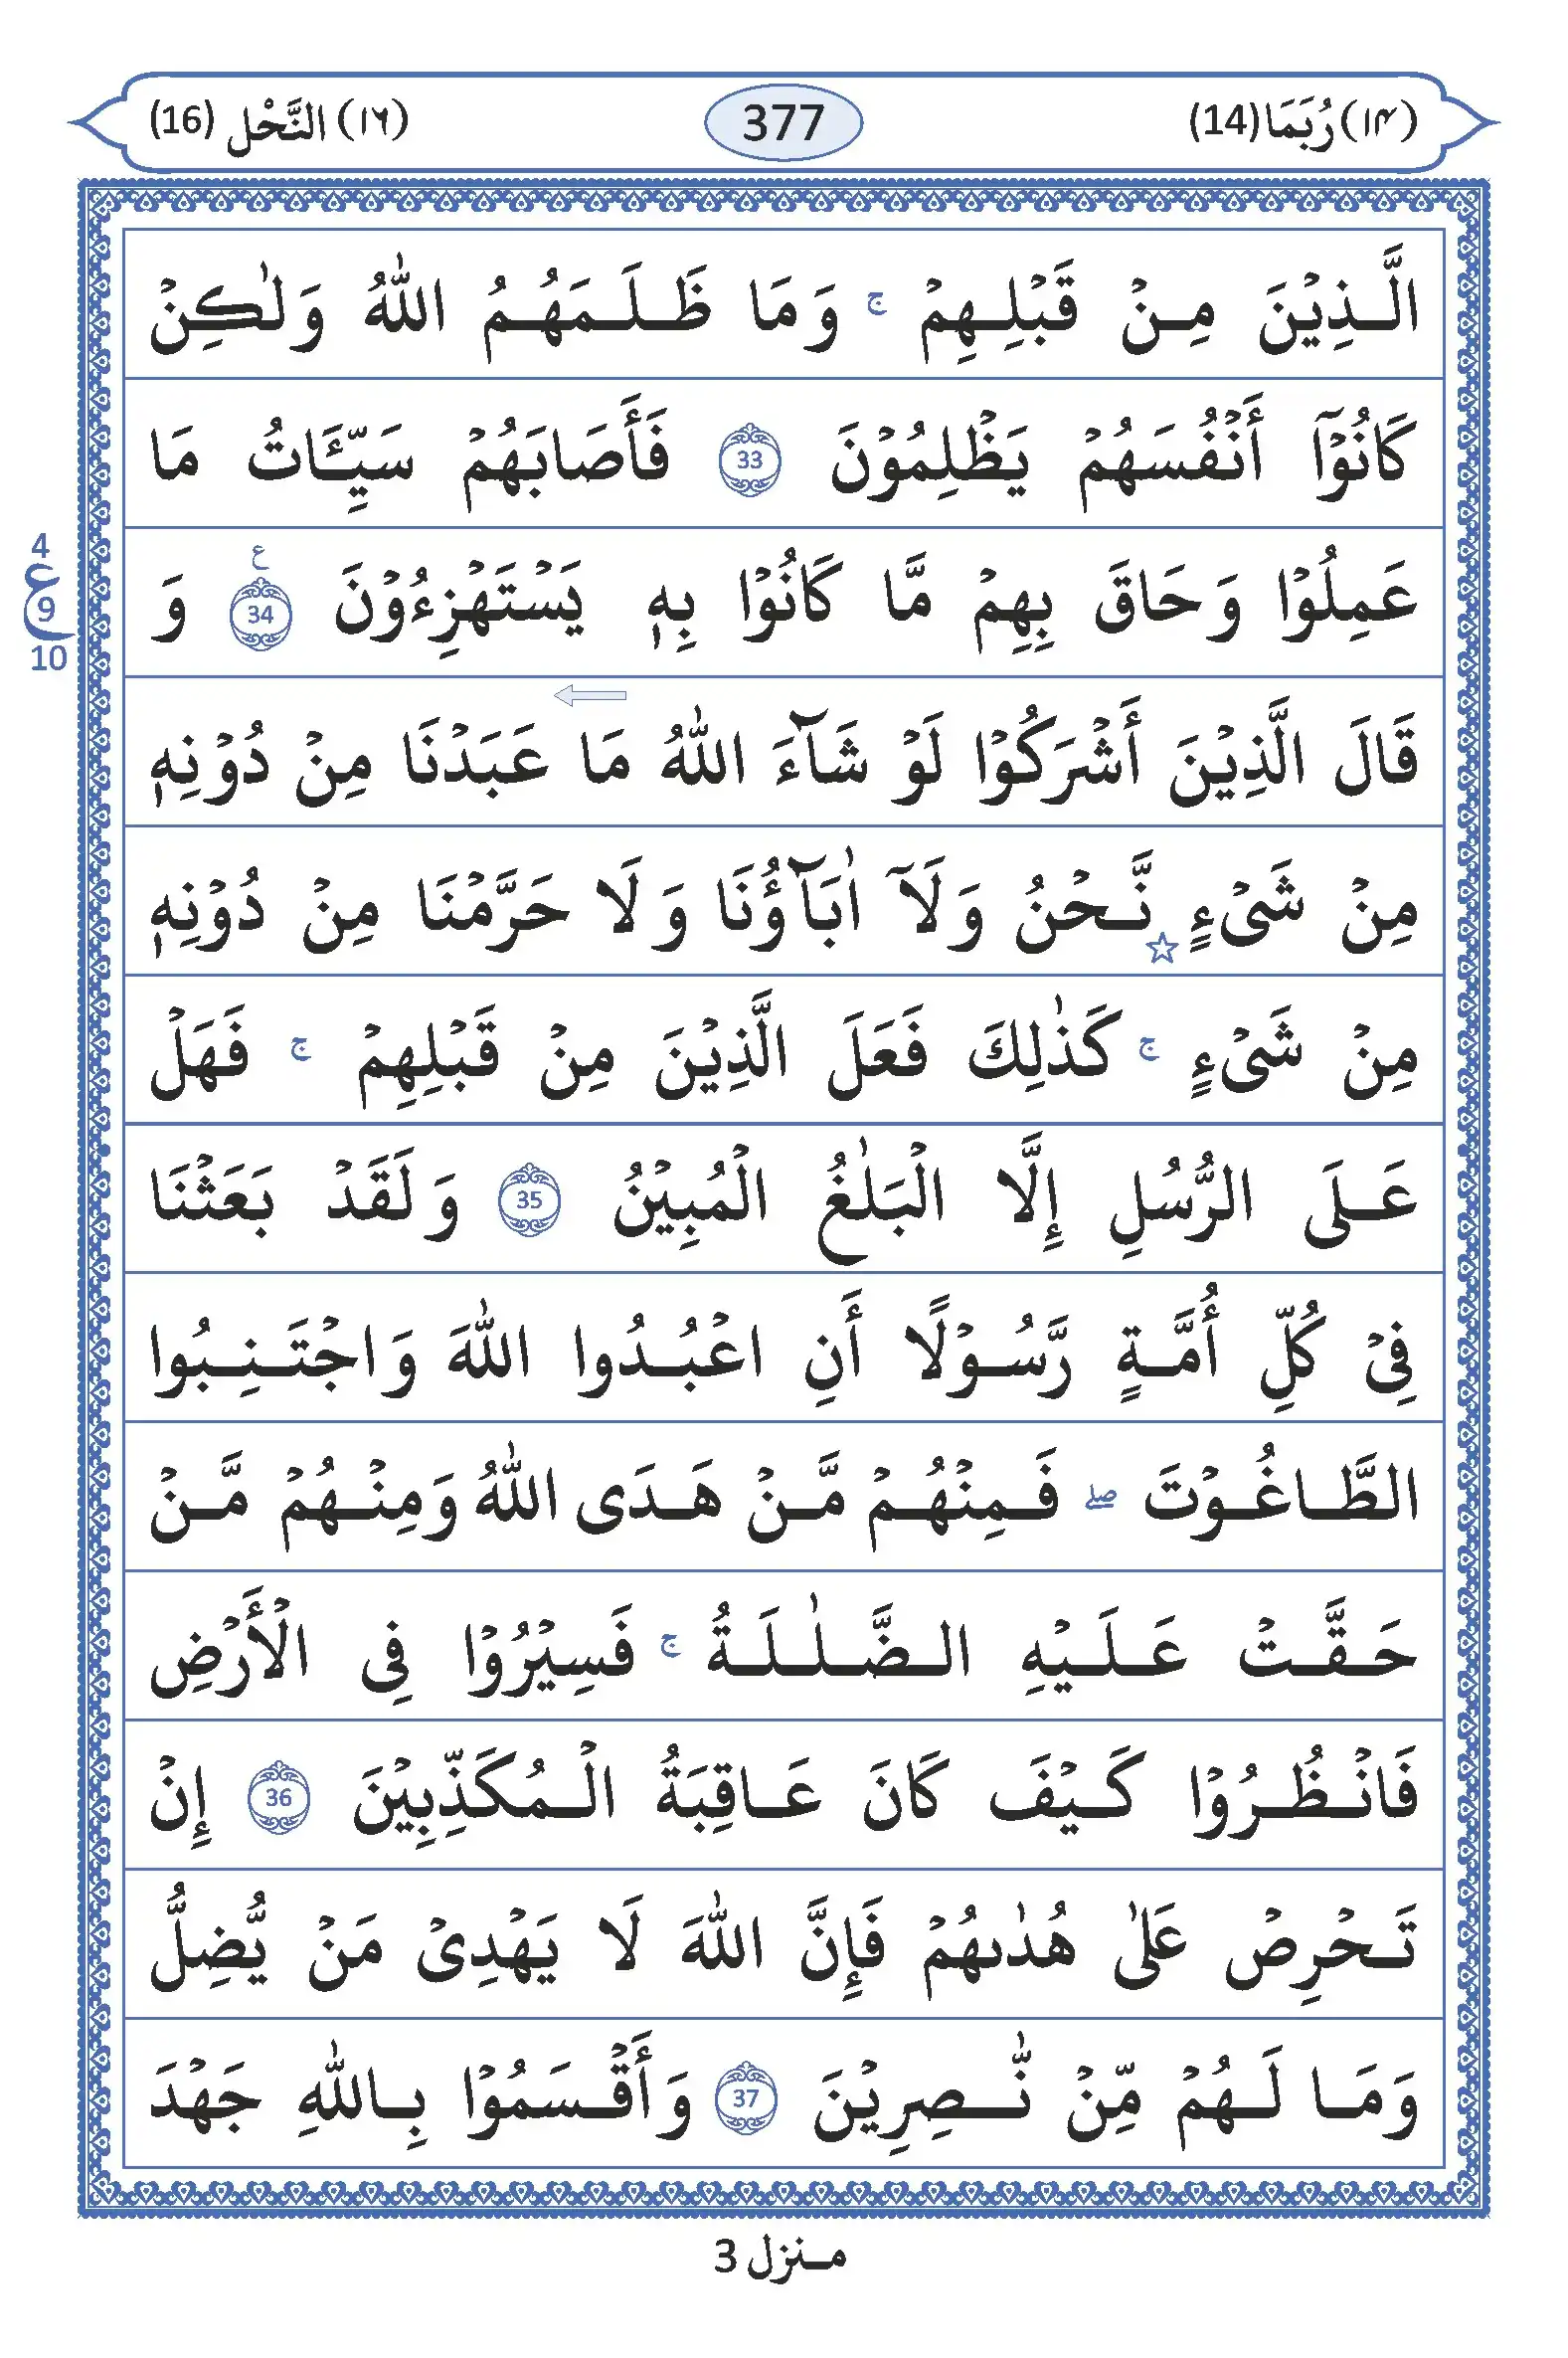 (١٤) رُبَمَا (14) 377 (١٦) النَّحْل (16)
الَّذِيْنَ مِنْ قَبْلِهِمْ ۚ وَمَا ظَلَمَهُمُ اللّٰهُ وَلٰكِنْ
كَانُوْٓا أَنْفُسَهُمْ يَظْلِمُوْنَ 33 فَأَصَابَهُمْ سَيِّـَٔاتُ مَا
عَمِلُوْا وَحَاقَ بِهِمْ مَّا كَانُوْا بِهٖ يَسْتَهْزِءُوْنَ 34 ع وَ
4
ع
9
10
قَالَ الَّذِيْنَ أَشْرَكُوْا لَوْ شَآءَ اللّٰهُ مَا عَبَدْنَا مِنْ دُوْنِهٖ
مِنْ شَىْءٍ نَّحْنُ وَلَآ اٰبَآؤُنَا وَلَا حَرَّمْنَا مِنْ دُوْنِهٖ
مِنْ شَىْءٍ ۚ كَذٰلِكَ فَعَلَ الَّذِيْنَ مِنْ قَبْلِهِمْ ۚ فَهَلْ
عَلَى الرُّسُلِ إِلَّا الْبَلٰغُ الْمُبِيْنُ 35 وَلَقَدْ بَعَثْنَا
فِىْ كُلِّ أُمَّةٍ رَّسُوْلًا أَنِ اعْبُدُوا اللّٰهَ وَاجْتَنِبُوا
الطَّاغُوْتَ ۖ فَمِنْهُمْ مَّنْ هَدَى اللّٰهُ وَمِنْهُمْ مَّنْ
حَقَّتْ عَلَيْهِ الضَّلٰلَةُ ۚ فَسِيْرُوْا فِى الْأَرْضِ
فَانْظُرُوْا كَيْفَ كَانَ عَاقِبَةُ الْمُكَذِّبِيْنَ 36 إِنْ
تَحْرِصْ عَلٰى هُدٰىهُمْ فَإِنَّ اللّٰهَ لَا يَهْدِىْ مَنْ يُّضِلُّ
وَمَا لَهُمْ مِّنْ نّٰصِرِيْنَ 37 وَأَقْسَمُوْا بِاللّٰهِ جَهْدَ
منزل 3